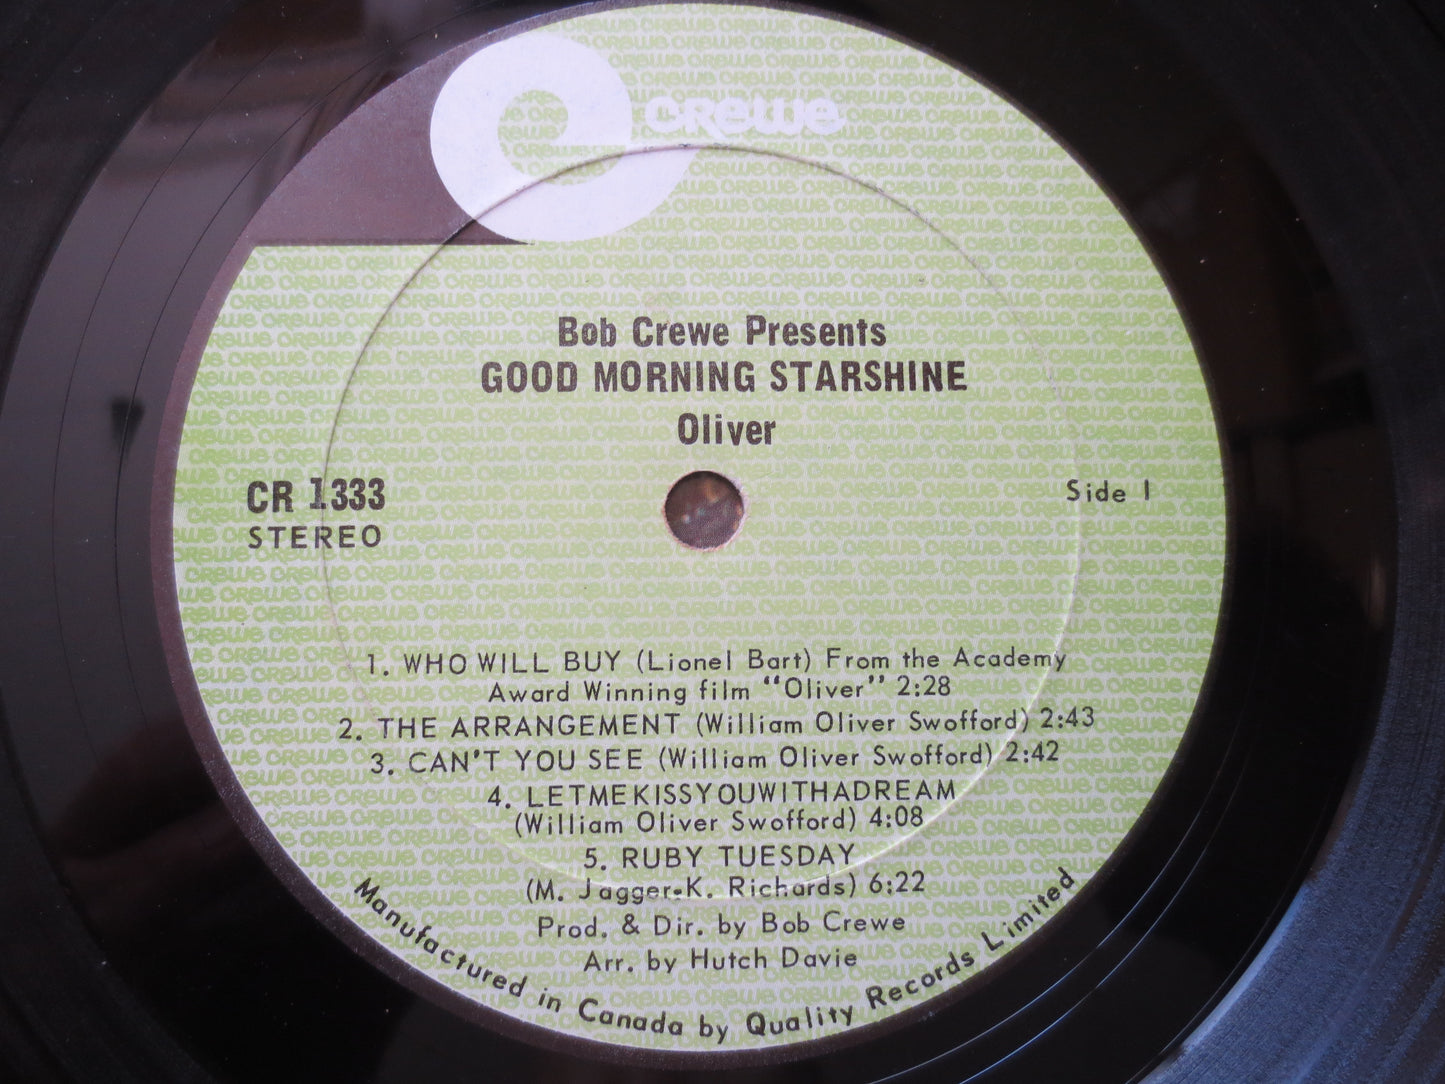 crewe
Bob Crewe Presents
GOOD MORNING STARSHINE
Oliver
CR 1333
STEREO
Side 1
1. WHO WILL BUY (Lionel Bart) From the Academy
Award Winning film "Oliver" 2:28
2. THE ARRANGEMENT (William Oliver Swofford) 2:43
3. CAN'T YOU SEE (William Oliver Swofford) 2:42
4. LETMEKISSYOUWITHADREAM
(William Oliver Swofford) 4:08
5. RUBY TUESDAY
(M. Jagger-K. Richards) 6:22
Prod. & Dir. by Bob Crewe
Arr. by Hutch Davie
Manufactured in Canada by Quality Records Limited